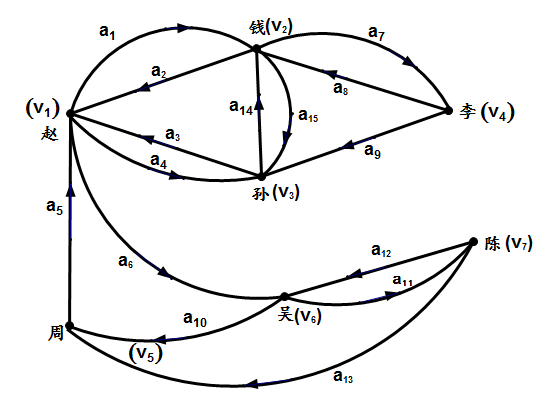 a₁
钱(v₂)
a₇
a₂
a₈
(v₁)
赵
a₁₄
a₁₅
李(v₄)
a₃
a₄
a₉
孙(v₃)
a₅
a₆
a₁₂
陈(v₇)
a₁₁
周
a₁₀
吴(v₆)
(v₅)
a₁₃